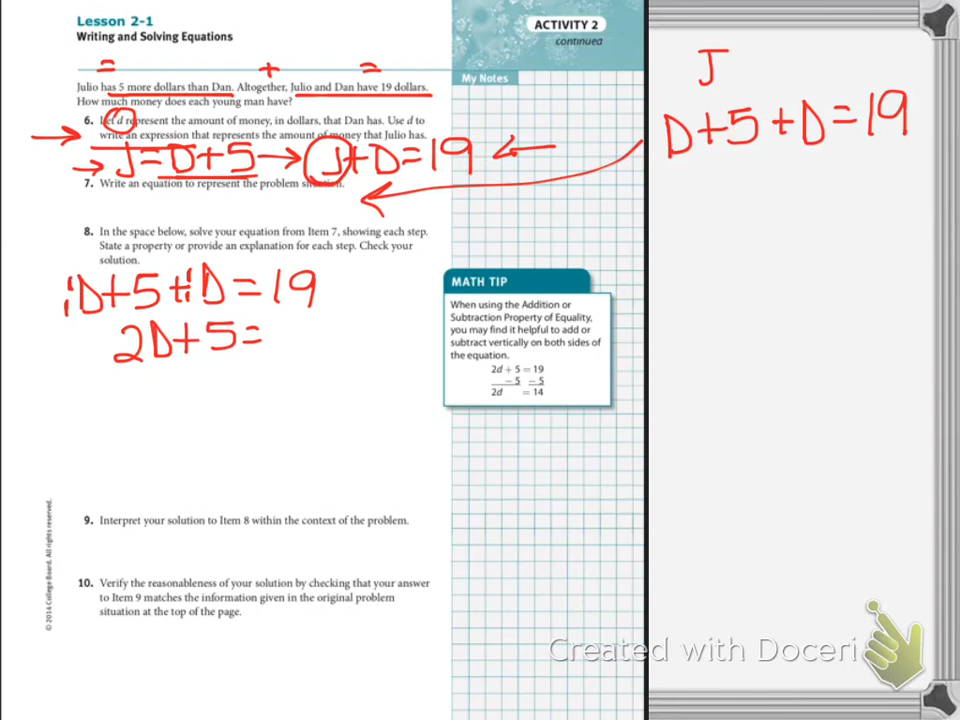 Lesson 2-1
Writing and Solving Equations
ACTIVITY 2
continued
My Notes
Julio has 5 more dollars than Dan. Altogether, Julio and Dan have 19 dollars.
How much money does each young man have?
6. Let d represent the amount of money, in dollars, that Dan has. Use d to
write an expression that represents the amount of money that Julio has.
J = D + 5 → J + D = 19
7. Write an equation to represent the problem situation.
8. In the space below, solve your equation from Item 7, showing each step.
State a property or provide an explanation for each step. Check your
solution.
1D + 5 + 1D = 19
2D + 5 =
MATH TIP
When using the Addition or
Subtraction Property of Equality,
you may find it helpful to add or
subtract vertically on both sides of
the equation.
2d + 5 = 19
− 5 − 5
2d = 14
9. Interpret your solution to Item 8 within the context of the problem.
10. Verify the reasonableness of your solution by checking that your answer
to Item 9 matches the information given in the original problem
situation at the top of the page.
© 2014 College Board. All rights reserved.
J
D + 5 + D = 19
Created with Doceri